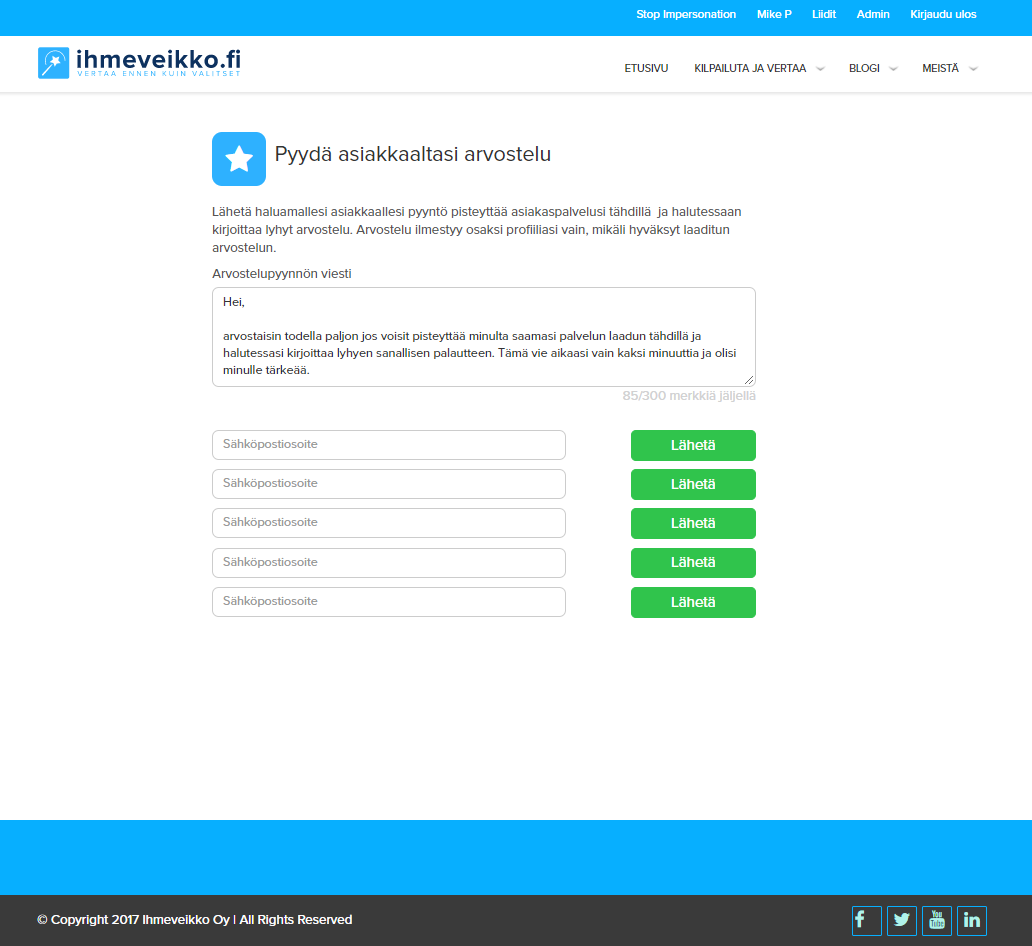 Stop Impersonation Mike P Liidit Admin Kirjaudu ulos
ihmeveikko.fi
VERTAA ENNEN KUIN VALITSET
ETUSIVU KILPAILUTA JA VERTAA BLOGI MEISTÄ
Pyydä asiakkaaltasi arvostelu
Lähetä haluamallesi asiakkaallesi pyyntö pisteyttää asiakaspalvelusi tähdillä ja halutessaan
kirjoittaa lyhyt arvostelu. Arvostelu ilmestyy osaksi profiiliasi vain, mikäli hyväksyt laaditun
arvostelun.
Arvostelupyynnön viesti
Hei,
arvostaisin todella paljon jos voisit pisteyttää minulta saamasi palvelun laadun tähdillä ja
halutessasi kirjoittaa lyhyen sanallisen palautteen. Tämä vie aikaasi vain kaksi minuuttia ja olisi
minulle tärkeää.
85/300 merkkiä jäljellä
Sähköpostiosoite Lähetä
Sähköpostiosoite Lähetä
Sähköpostiosoite Lähetä
Sähköpostiosoite Lähetä
Sähköpostiosoite Lähetä
© Copyright 2017 Ihmeveikko Oy | All Rights Reserved
You Tube